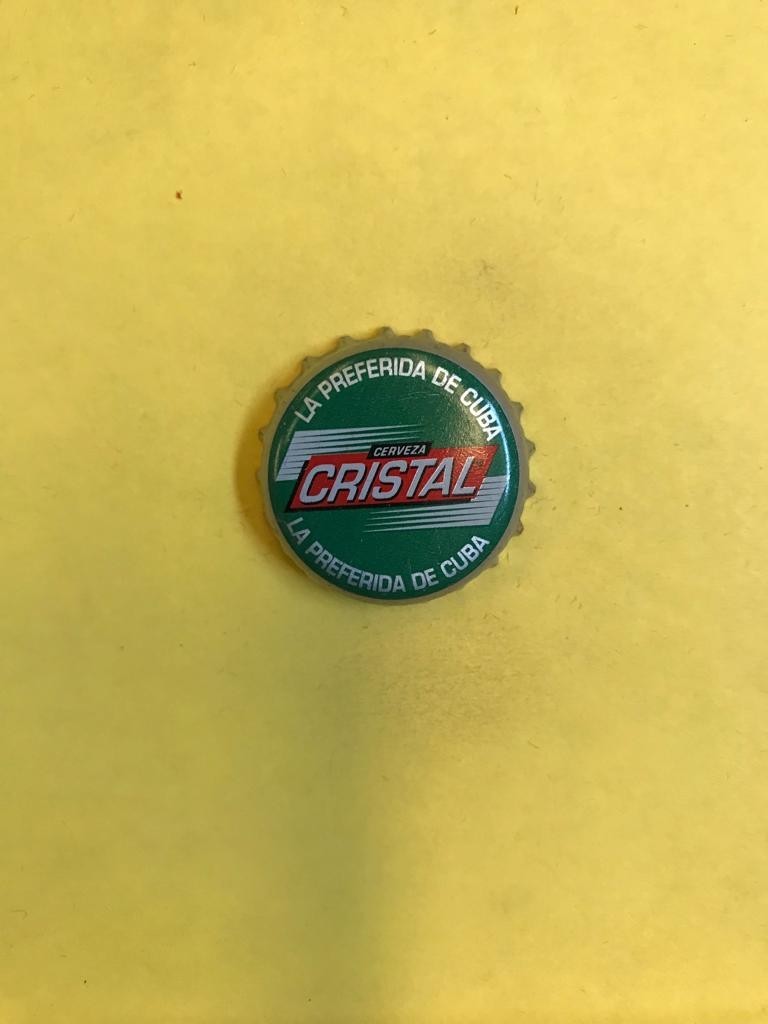 LA PREFERIDA DE CUBA
CERVEZA
CRISTAL
LA PREFERIDA DE CUBA